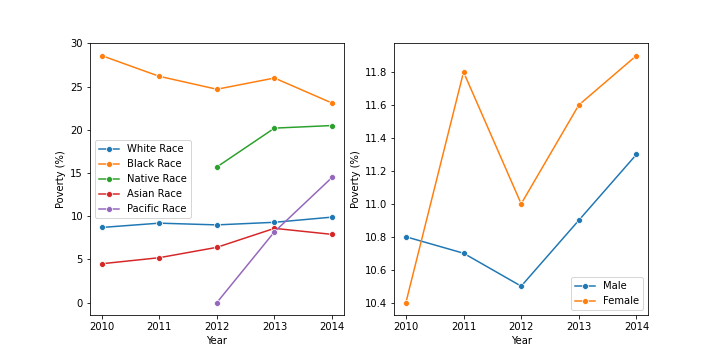 30
25
20
15
10
5
0
Poverty (%)
White Race
Black Race
Native Race
Asian Race
Pacific Race
2010 2011 2012 2013 2014
Year
11.8
11.6
11.4
11.2
11.0
10.8
10.6
10.4
Poverty (%)
Male
Female
2010 2011 2012 2013 2014
Year